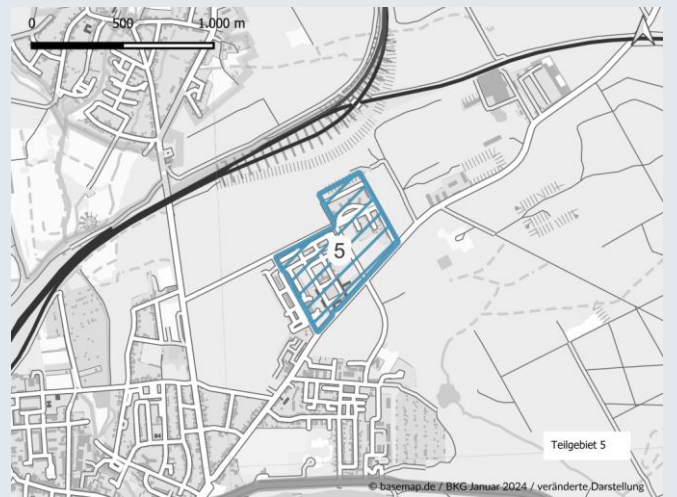 0 500 1.000 m
5
Teilgebiet 5
© basemap.de / BKG Januar 2024 / veränderte Darstellung